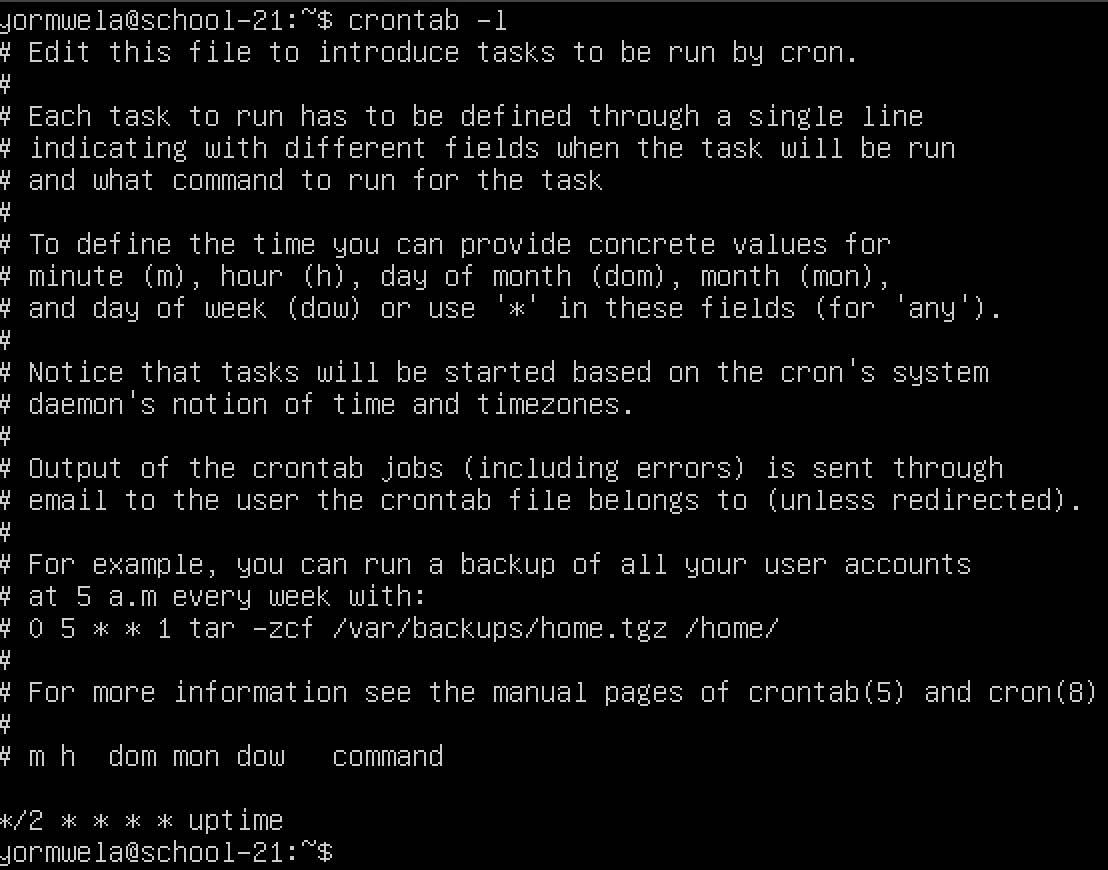 yormwela@school-21:~$ crontab -l
# Edit this file to introduce tasks to be run by cron.
#
# Each task to run has to be defined through a single line
# indicating with different fields when the task will be run
# and what command to run for the task
#
# To define the time you can provide concrete values for
# minute (m), hour (h), day of month (dom), month (mon),
# and day of week (dow) or use '*' in these fields (for 'any').
#
# Notice that tasks will be started based on the cron's system
# daemon's notion of time and timezones.
#
# Output of the crontab jobs (including errors) is sent through
# email to the user the crontab file belongs to (unless redirected).
#
# For example, you can run a backup of all your user accounts
# at 5 a.m every week with:
# 0 5 * * 1 tar -zcf /var/backups/home.tgz /home/
#
# For more information see the manual pages of crontab(5) and cron(8)
#
# m h  dom mon dow   command

*/2 * * * * uptime
yormwela@school-21:~$